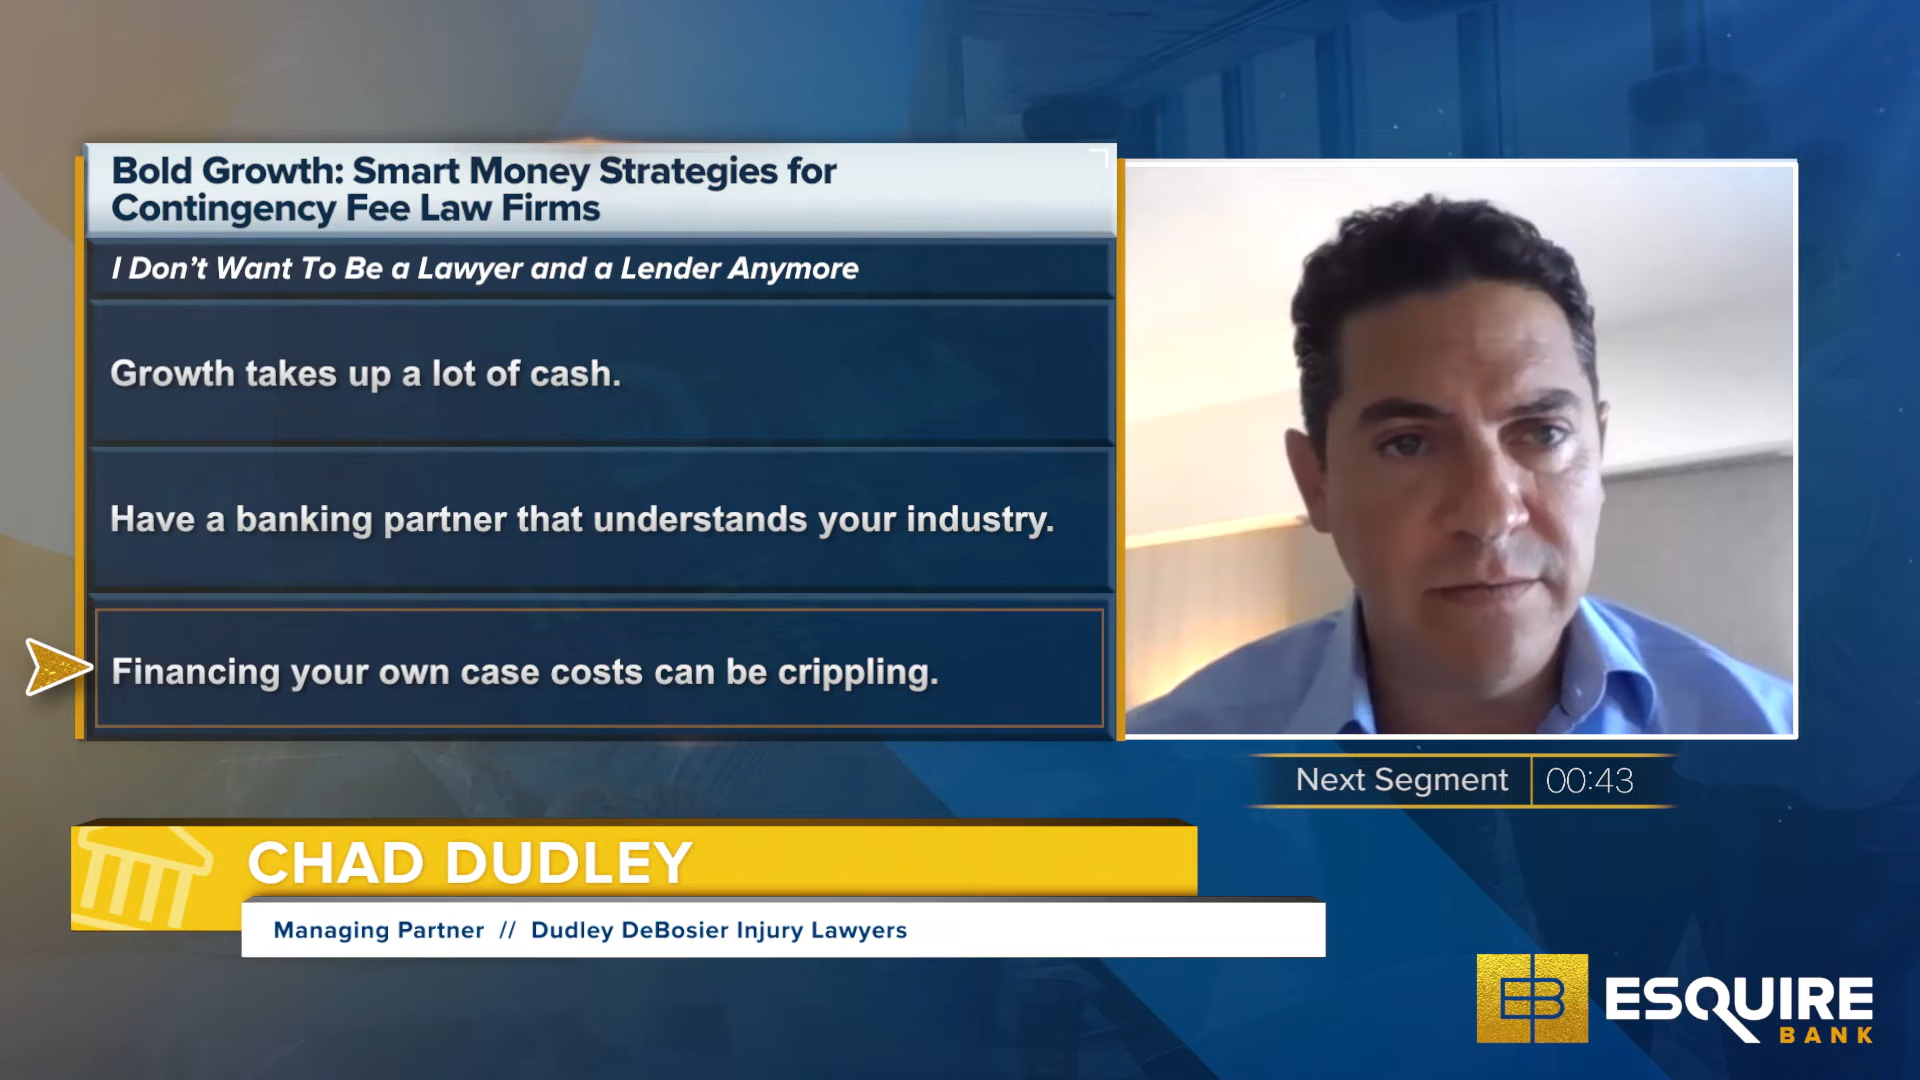 Bold Growth: Smart Money Strategies for
Contingency Fee Law Firms
I Don't Want To Be a Lawyer and a Lender Anymore
Growth takes up a lot of cash.
Have a banking partner that understands your industry.
Financing your own case costs can be crippling.
Next Segment 00:43
CHAD DUDLEY
Managing Partner // Dudley DeBosier Injury Lawyers
EB ESQUIRE
BANK